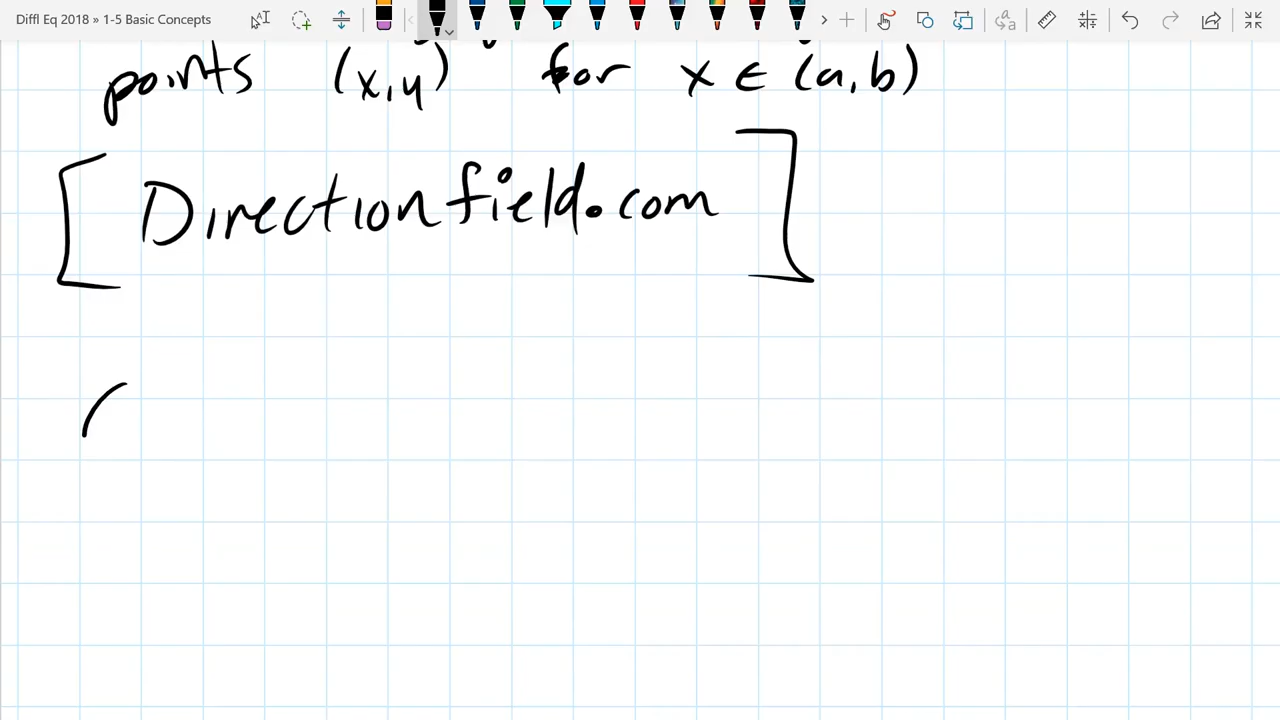 Diffl Eq 2018 » 1-5 Basic Concepts
points (x,y) for x ∈ (a,b)
[ Directionfield.com ]
(